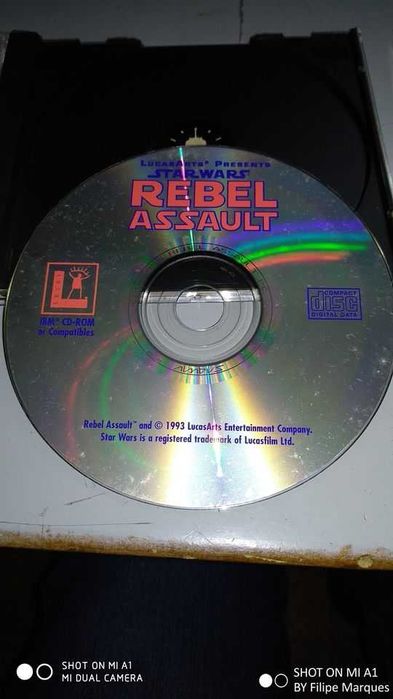 LUCASARTS® PRESENTS
STAR WARS
REBEL
ASSAULT
IBM® CD-ROM
or Compatibles
COMPACT
disc
DIGITAL DATA
Rebel Assault™ and © 1993 LucasArts Entertainment Company.
Star Wars is a registered trademark of Lucasfilm Ltd.
SHOT ON MI A1
MI DUAL CAMERA
SHOT ON MI A1
BY Filipe Marques